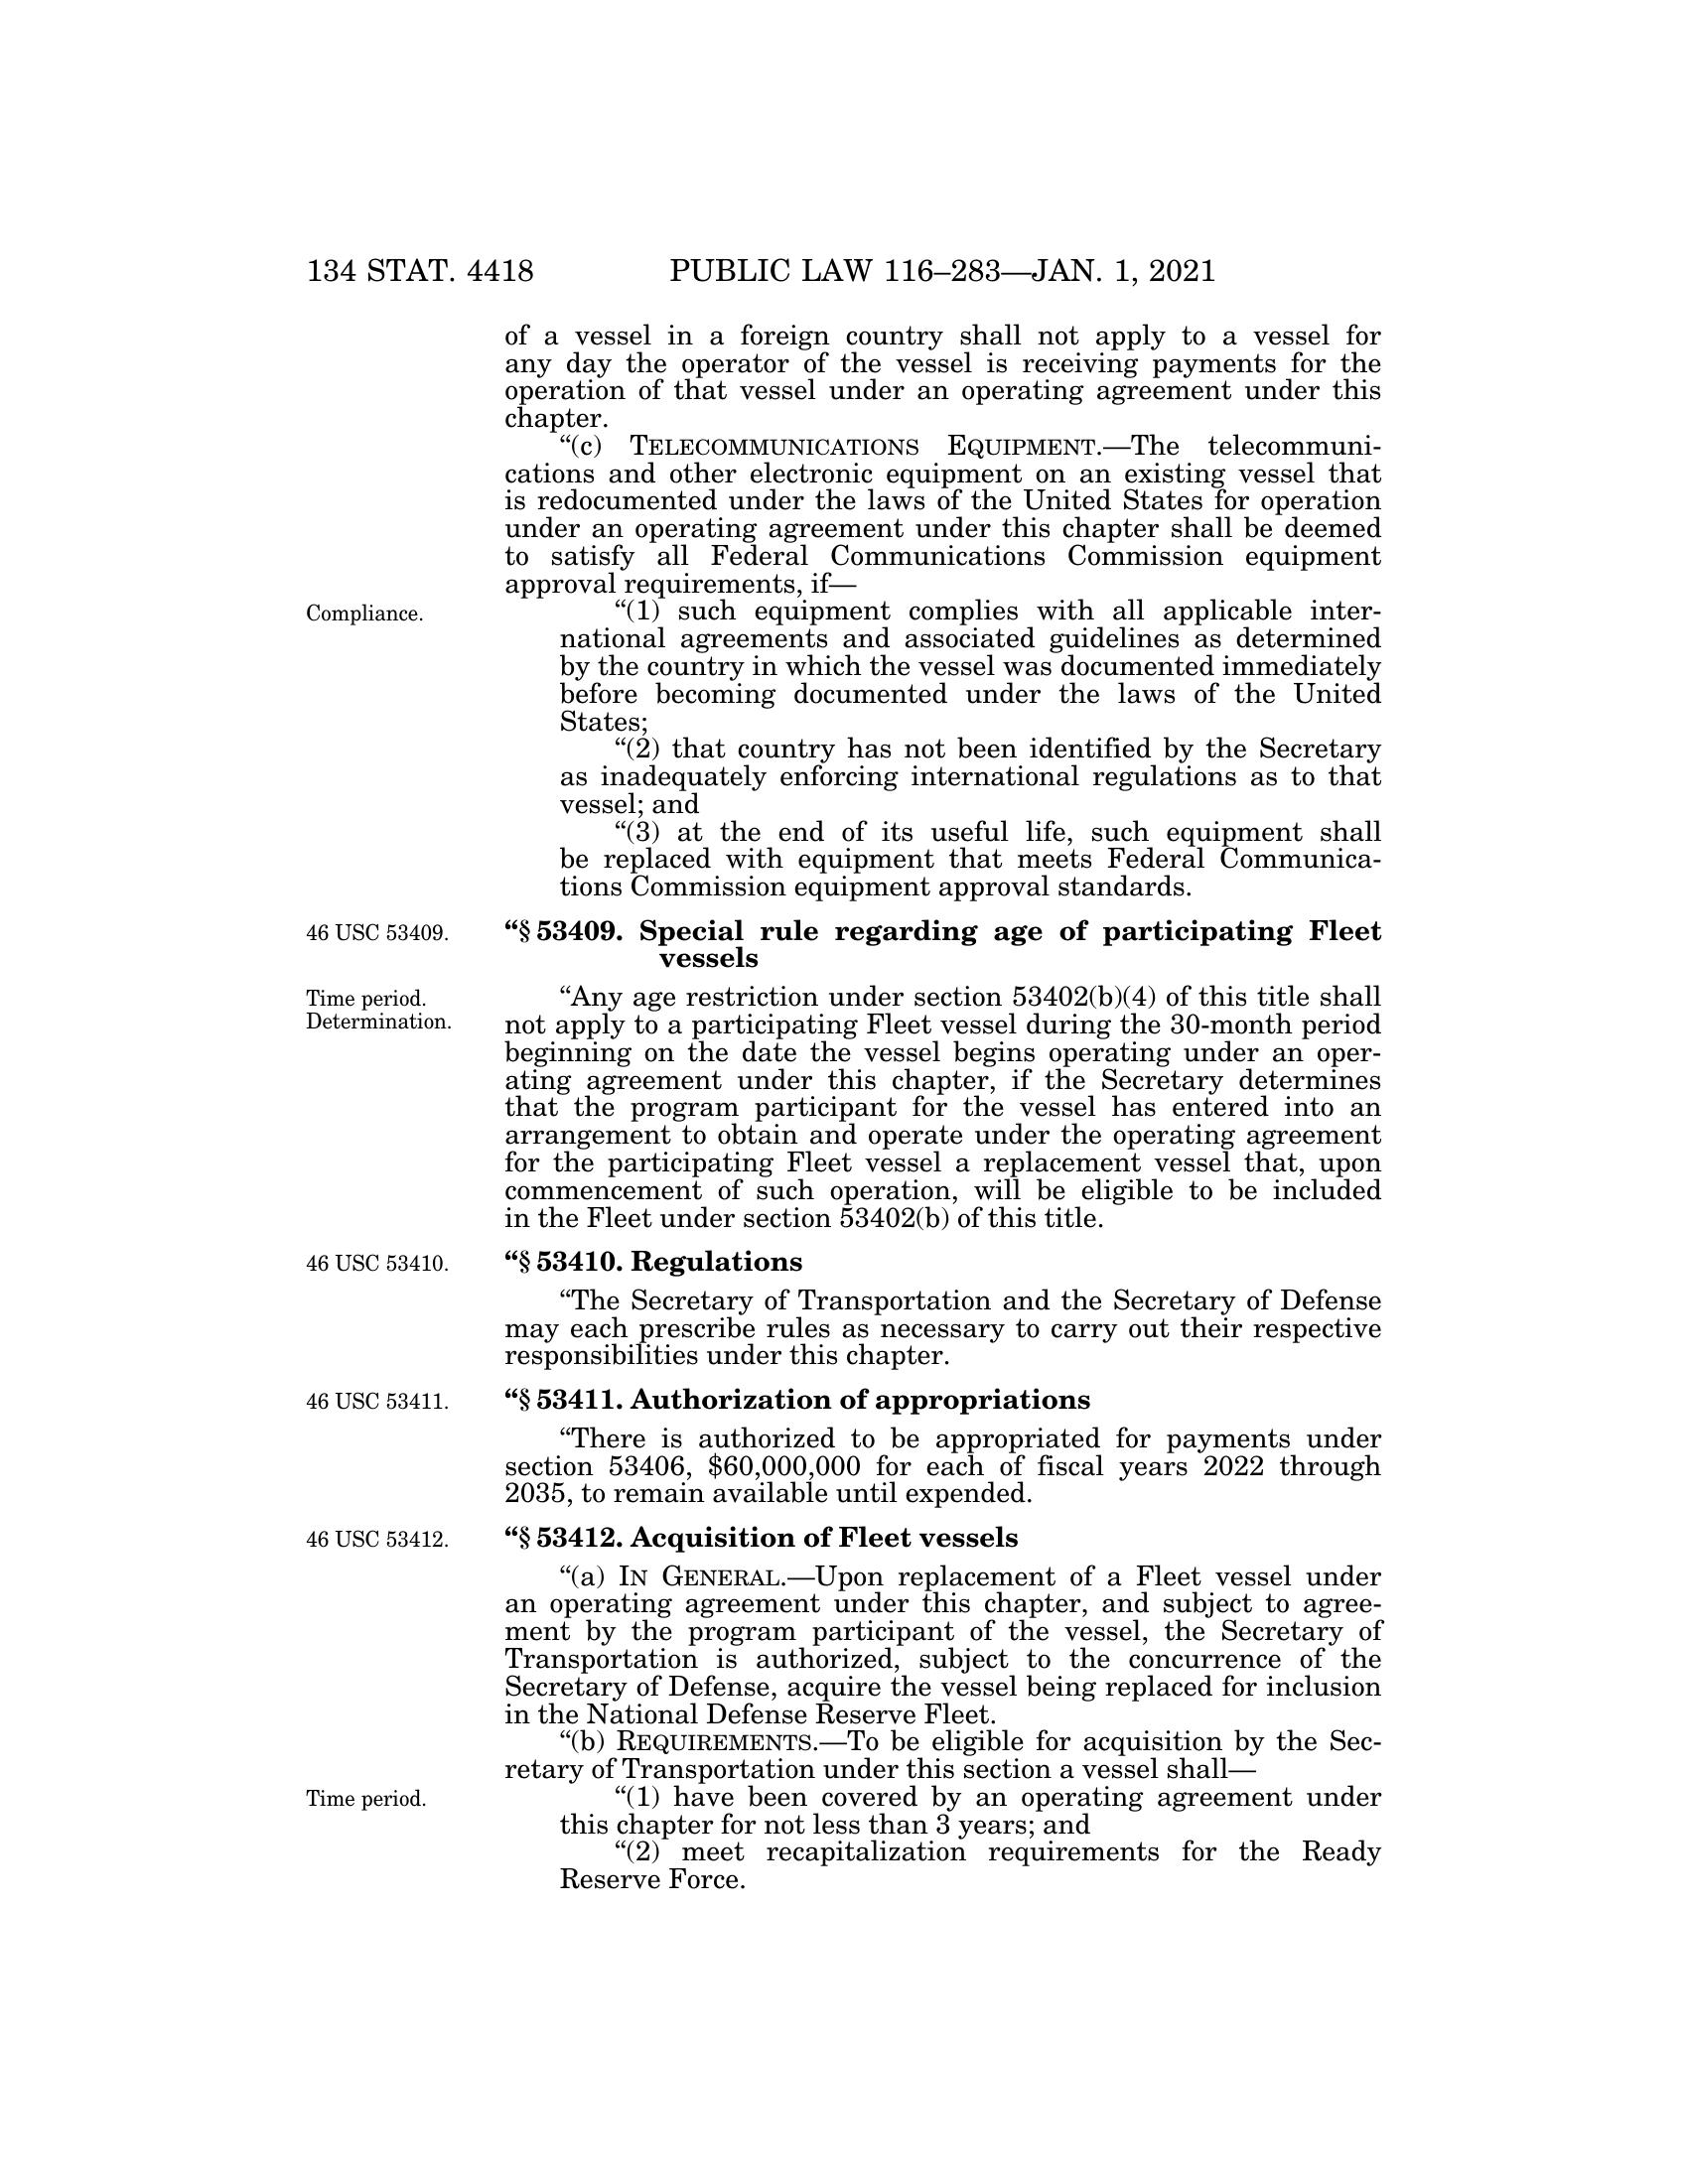 134 STAT. 4418 PUBLIC LAW 116–283—JAN. 1, 2021
of a vessel in a foreign country shall not apply to a vessel for
any day the operator of the vessel is receiving payments for the
operation of that vessel under an operating agreement under this
chapter.
“(c) TELECOMMUNICATIONS EQUIPMENT.—The telecommuni-
cations and other electronic equipment on an existing vessel that
is redocumented under the laws of the United States for operation
under an operating agreement under this chapter shall be deemed
to satisfy all Federal Communications Commission equipment
approval requirements, if—
Compliance.
“(1) such equipment complies with all applicable inter-
national agreements and associated guidelines as determined
by the country in which the vessel was documented immediately
before becoming documented under the laws of the United
States;
“(2) that country has not been identified by the Secretary
as inadequately enforcing international regulations as to that
vessel; and
“(3) at the end of its useful life, such equipment shall
be replaced with equipment that meets Federal Communica-
tions Commission equipment approval standards.
46 USC 53409.
“§ 53409. Special rule regarding age of participating Fleet
vessels
Time period.
Determination.
“Any age restriction under section 53402(b)(4) of this title shall
not apply to a participating Fleet vessel during the 30-month period
beginning on the date the vessel begins operating under an oper-
ating agreement under this chapter, if the Secretary determines
that the program participant for the vessel has entered into an
arrangement to obtain and operate under the operating agreement
for the participating Fleet vessel a replacement vessel that, upon
commencement of such operation, will be eligible to be included
in the Fleet under section 53402(b) of this title.
46 USC 53410.
“§ 53410. Regulations
“The Secretary of Transportation and the Secretary of Defense
may each prescribe rules as necessary to carry out their respective
responsibilities under this chapter.
46 USC 53411.
“§ 53411. Authorization of appropriations
“There is authorized to be appropriated for payments under
section 53406, $60,000,000 for each of fiscal years 2022 through
2035, to remain available until expended.
46 USC 53412.
“§ 53412. Acquisition of Fleet vessels
“(a) IN GENERAL.—Upon replacement of a Fleet vessel under
an operating agreement under this chapter, and subject to agree-
ment by the program participant of the vessel, the Secretary of
Transportation is authorized, subject to the concurrence of the
Secretary of Defense, acquire the vessel being replaced for inclusion
in the National Defense Reserve Fleet.
“(b) REQUIREMENTS.—To be eligible for acquisition by the Sec-
retary of Transportation under this section a vessel shall—
Time period.
“(1) have been covered by an operating agreement under
this chapter for not less than 3 years; and
“(2) meet recapitalization requirements for the Ready
Reserve Force.